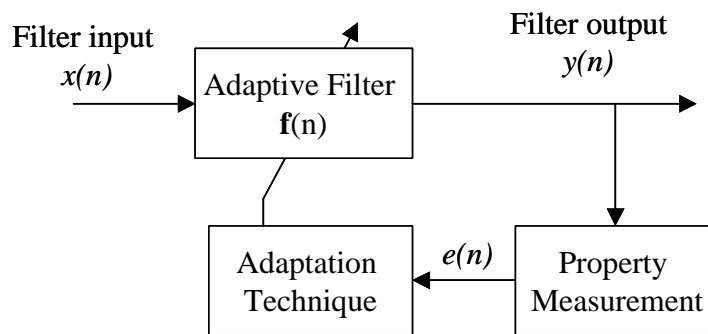 Filter input
x(n)
Filter output
y(n)
Adaptive Filter
f(n)
Adaptation
Technique
e(n)
Property
Measurement